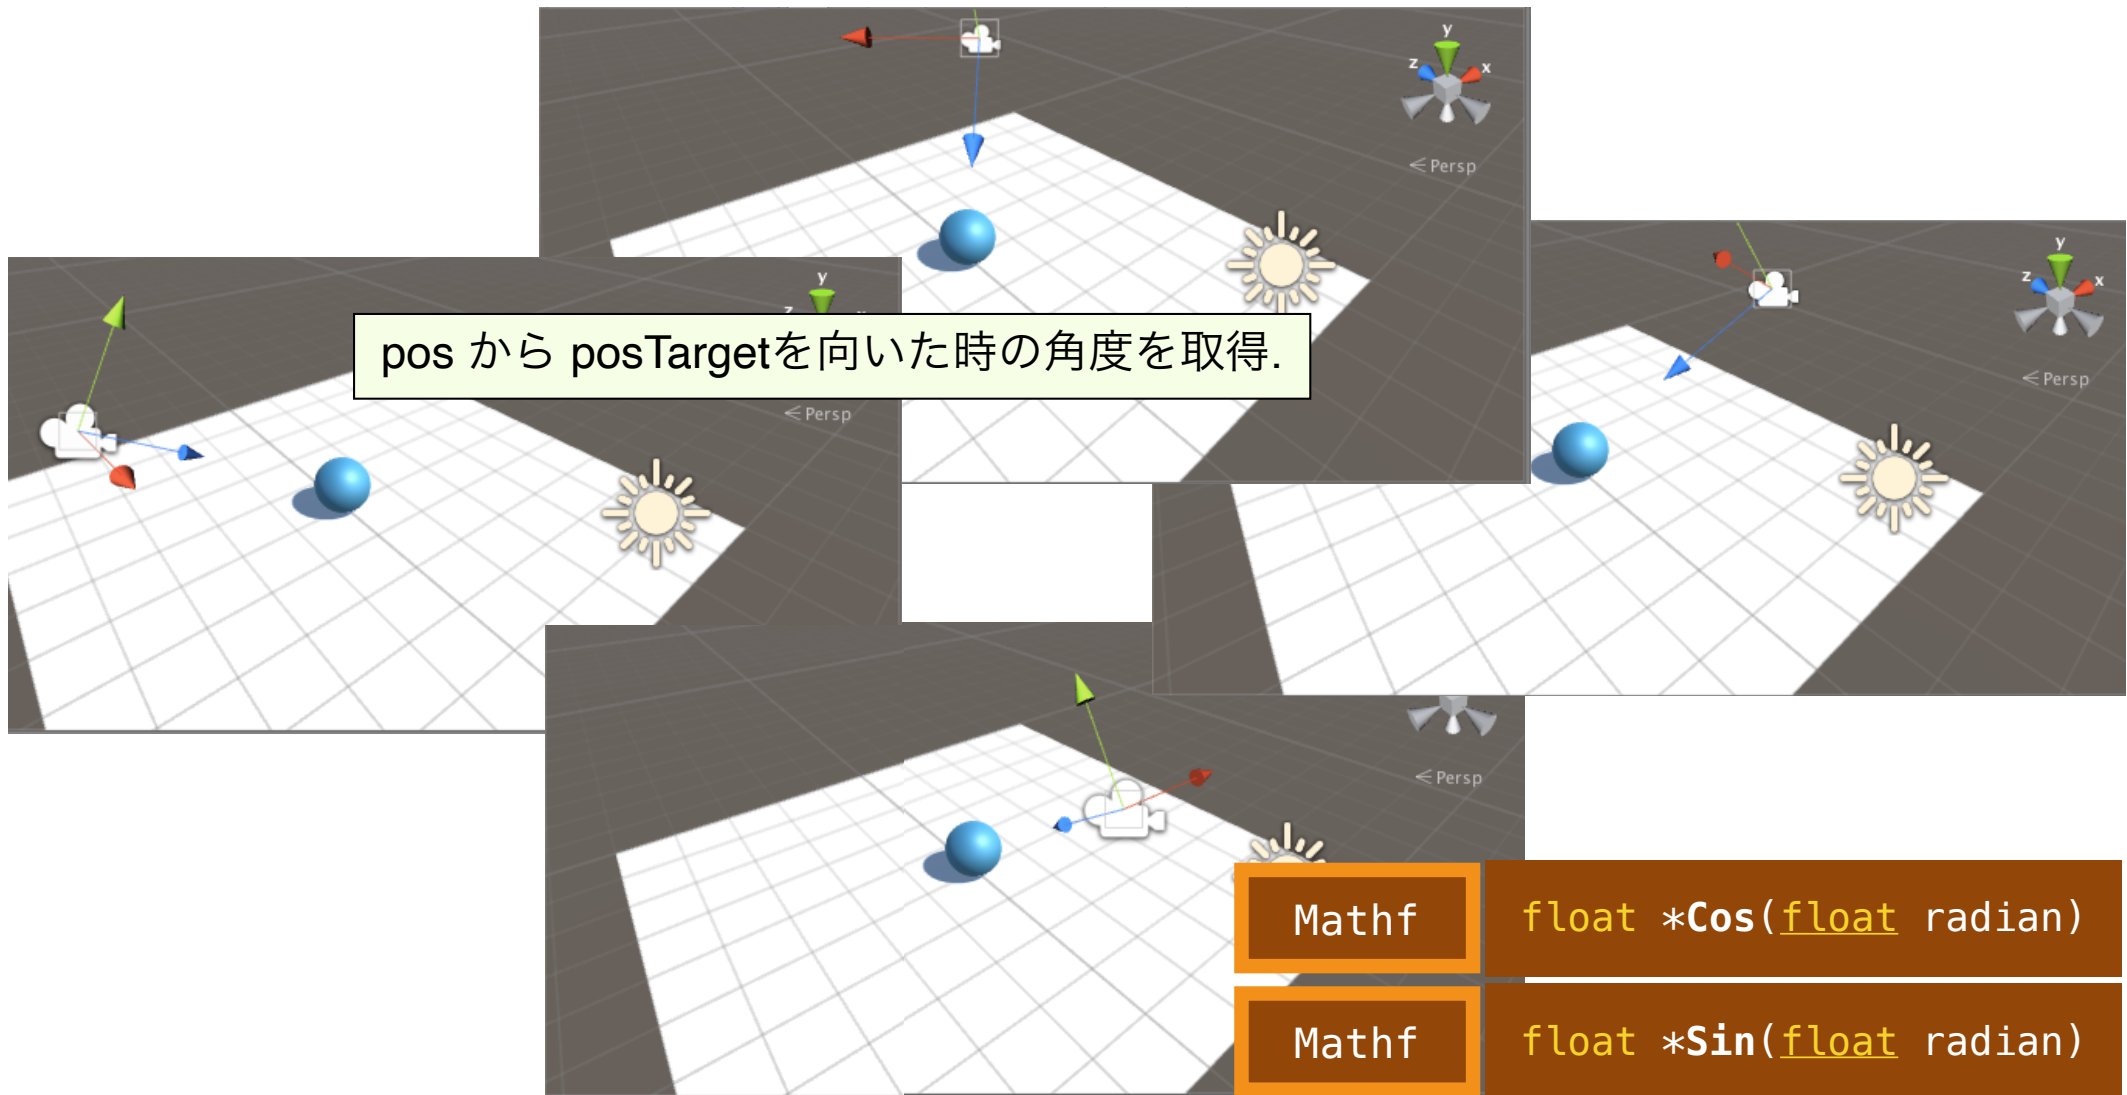 y
z x
< Persp
y
z x
< Persp
y
z
pos から posTargetを向いた時の角度を取得.
< Persp
< Persp
Mathf
float *Cos(float radian)
Mathf
float *Sin(float radian)